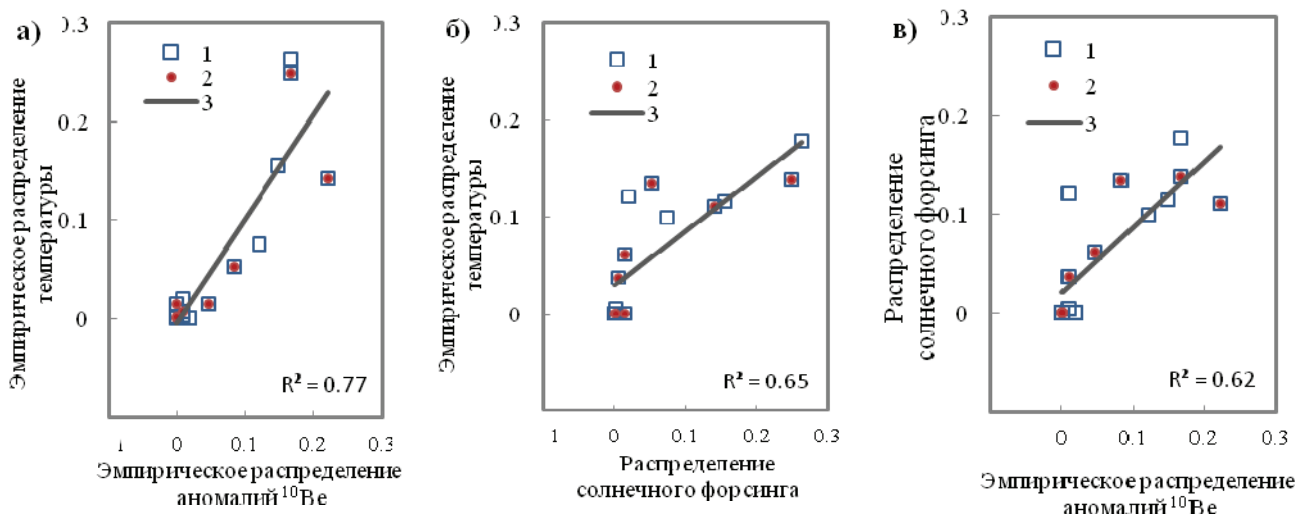 а)
Эмпирическое распределение
температуры
).3
0.2
0.1
0
1
2
3
R² = 0.77
1
0
0.1
0.2
0.3
Эмпирическое распределение
аномалий ¹⁰Be
б)
Эмпирическое распределение
температуры
0.3
0.2
0.1
0
1
2
3
R² = 0.65
1
0
0.1
0.2
0.3
Распределение
солнечного форсинга
в)
Распределение
солнечного форсинга
0.3
0.2
0.1
0
1
2
3
R² = 0.62
0
0.1
0.2
0.3
Эмпирическое распределение
аномалий ¹⁰Be